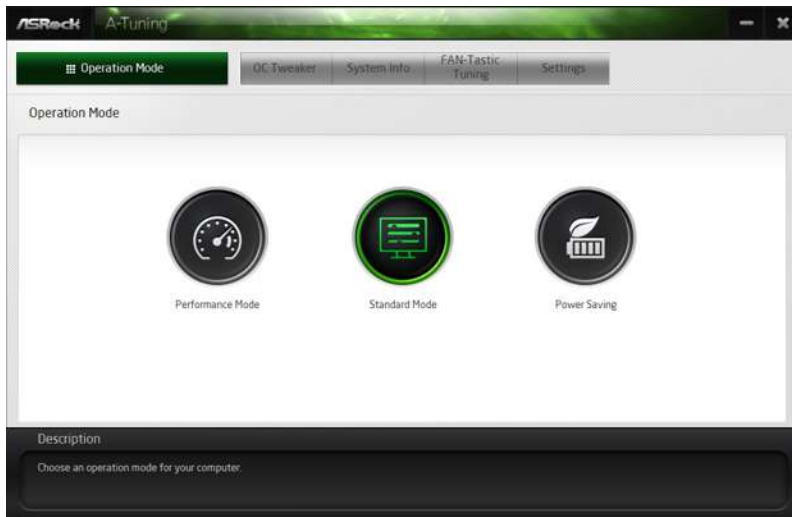 ASRock A-Tuning
Operation Mode OC Tweaker System Info FAN-Tastic Tuning Settings
Operation Mode
Performance Mode Standard Mode Power Saving
Description
Choose an operation mode for your computer.